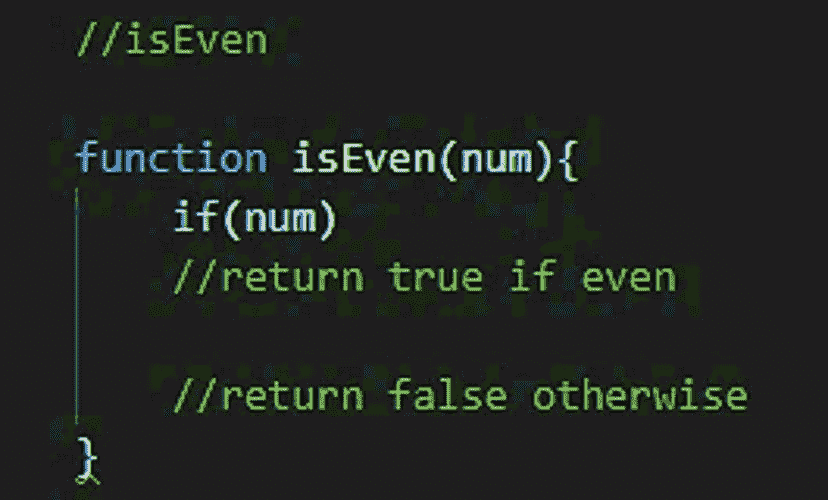 //isEven
function isEven(num){
if(num)
//return true if even
//return false otherwise
}